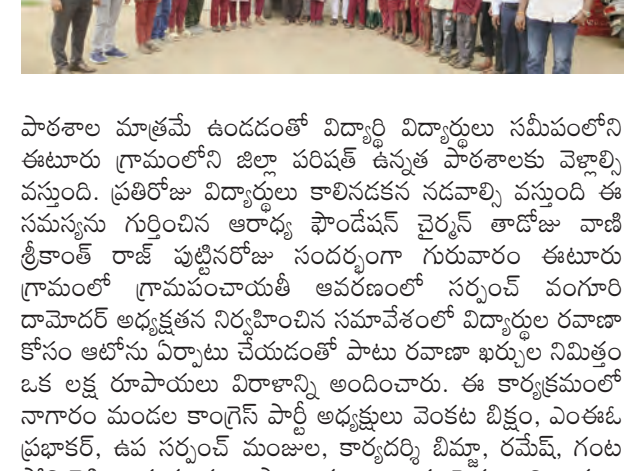 పాఠశాల మాత్రమే ఉండడంతో విద్యార్థి విద్యార్థులు సమీపంలోని
ఈటూరు గ్రామంలోని జిల్లా పరిషత్ ఉన్నత పాఠశాలకు వెళ్లాల్సి
వస్తుంది. ప్రతిరోజు విద్యార్థులు కాలినడకన నడవాల్సి వస్తుంది ఈ
సమస్యను గుర్తించిన ఆరాధ్య ఫౌండేషన్ చైర్మన్ తాడోజు వాణి
శ్రీకాంత్ రాజ్ పుట్టినరోజు సందర్భంగా గురువారం ఈటూరు
గ్రామంలో గ్రామపంచాయతీ ఆవరణంలో సర్పంచ్ వంగూరి
దామోదర్ అధ్యక్షతన నిర్వహించిన సమావేశంలో విద్యార్థుల రవాణా
కోసం ఆటోను ఏర్పాటు చేయడంతో పాటు రవాణా ఖర్చుల నిమిత్తం
ఒక లక్ష రూపాయలు విరాళాన్ని అందించారు. ఈ కార్యక్రమంలో
నాగారం మండల కాంగ్రెస్ పార్టీ అధ్యక్షులు వెంకట బిక్షం, ఎంఈఓ
ప్రభాకర్, ఉప సర్పంచ్ మంజుల, కార్యదర్శి బిమ్లా, రమేష్, గంట